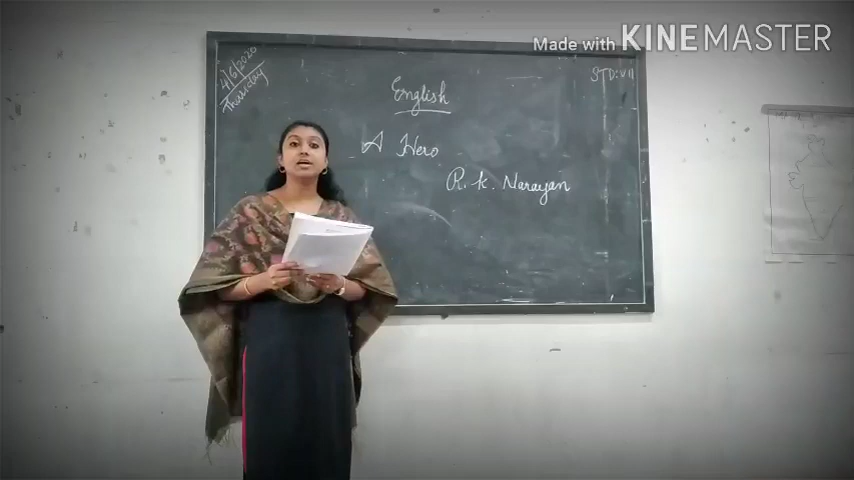 Made with KINEMASTER
4/6/2020
Thursday
STD: VII
English
A Hero
R. K. Narayan